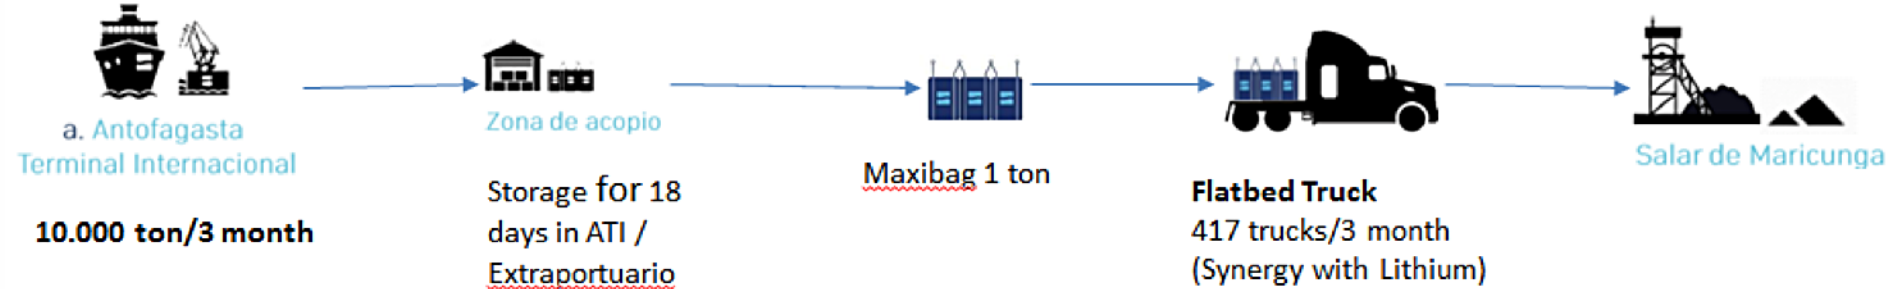 a. Antofagasta
Terminal Internacional
10.000 ton/3 month
Zona de acopio
Storage for 18
days in ATI /
Extraportuario
Maxibag 1 ton
Flatbed Truck
417 trucks/3 month
(Synergy with Lithium)
Salar de Maricunga